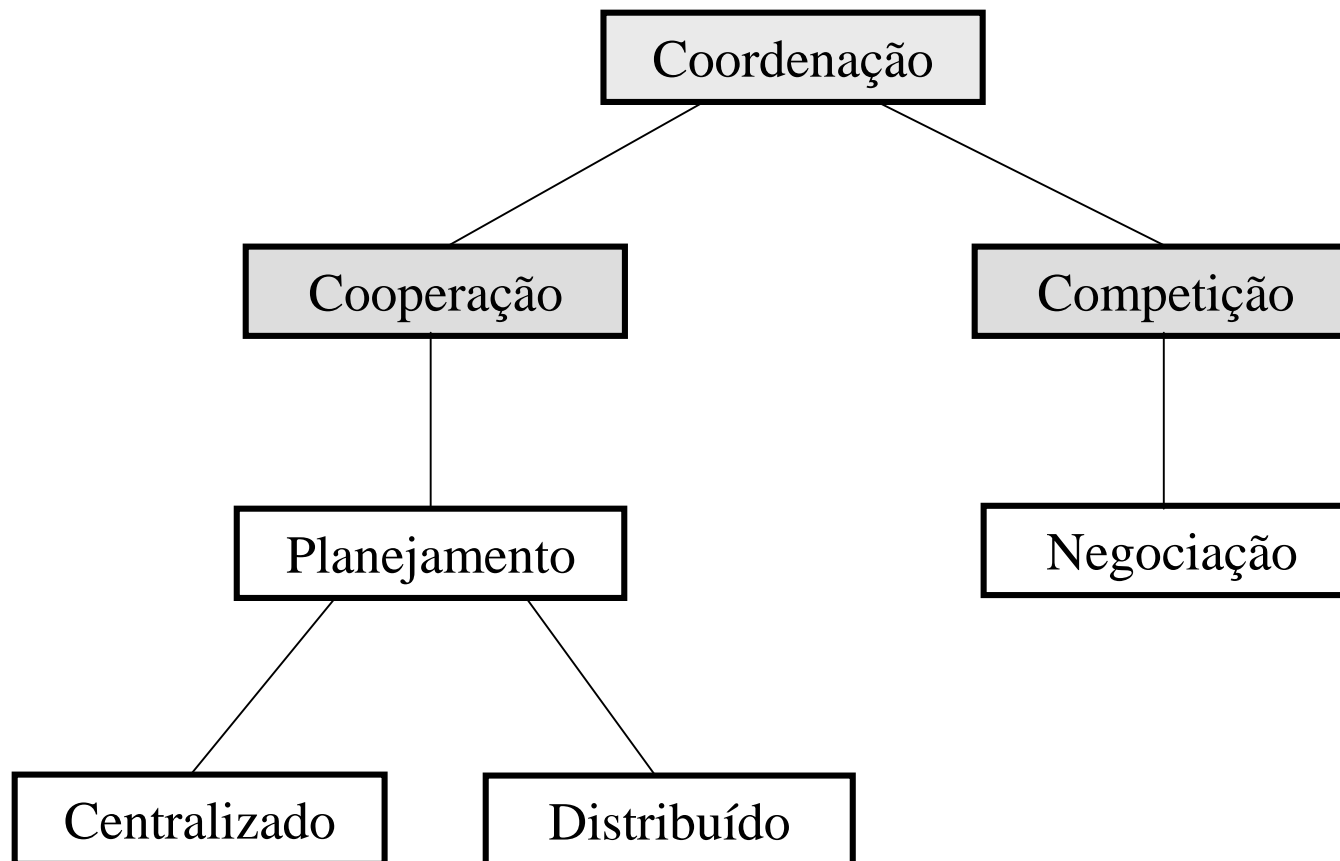 Coordenação
Cooperação
Competição
Planejamento
Negociação
Centralizado
Distribuído